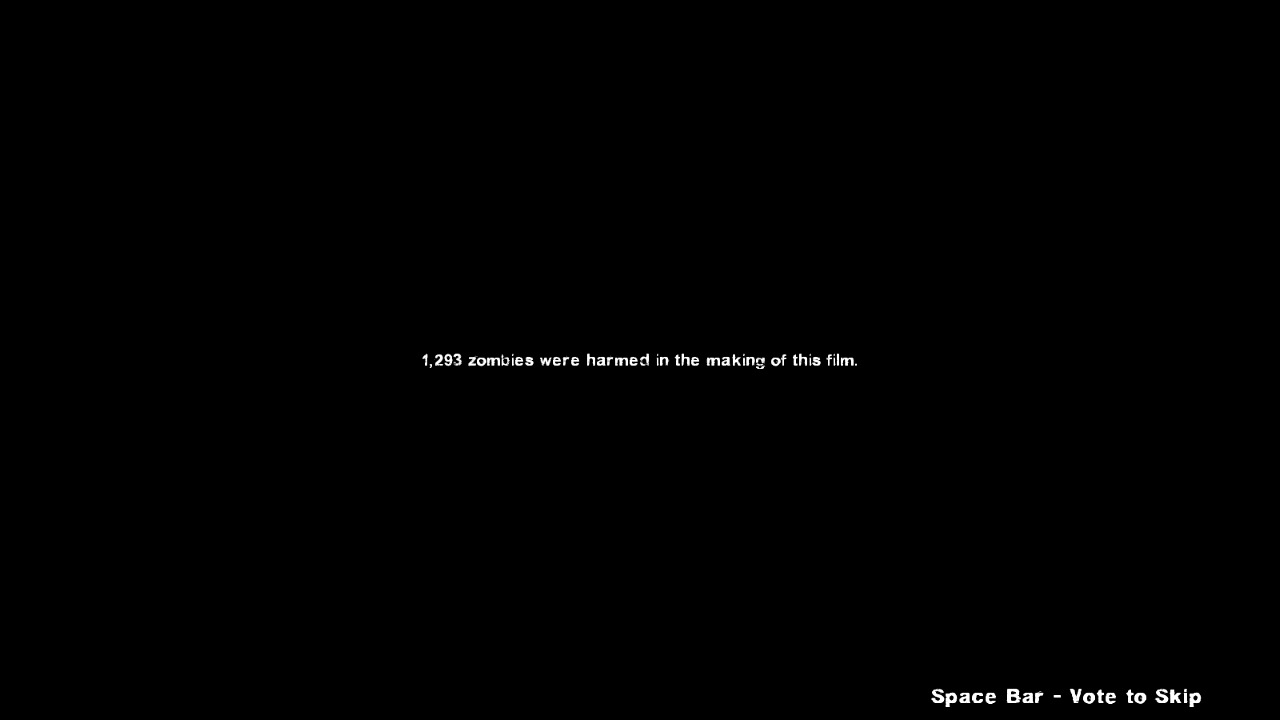 1,293 zombies were harmed in the making of this film.
Space Bar - Vote to Skip